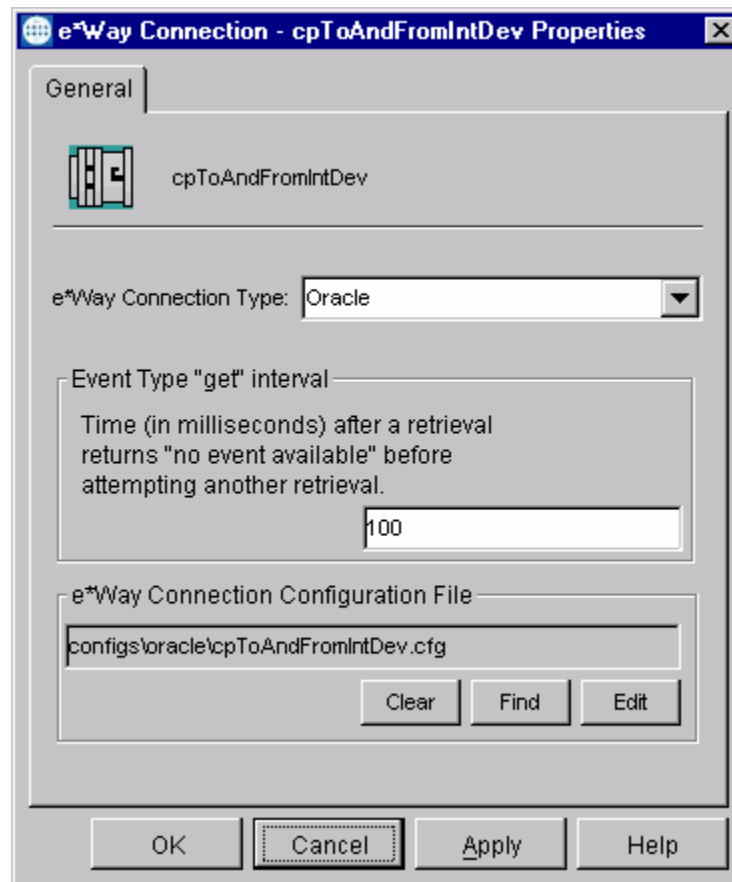 e*Way Connection - cpToAndFromIntDev Properties
General
cpToAndFromIntDev
e*Way Connection Type: Oracle
Event Type "get" interval
Time (in milliseconds) after a retrieval
returns "no event available" before
attempting another retrieval.
100
e*Way Connection Configuration File
configs\oracle\cpToAndFromIntDev.cfg
Clear Find Edit
OK Cancel Apply Help